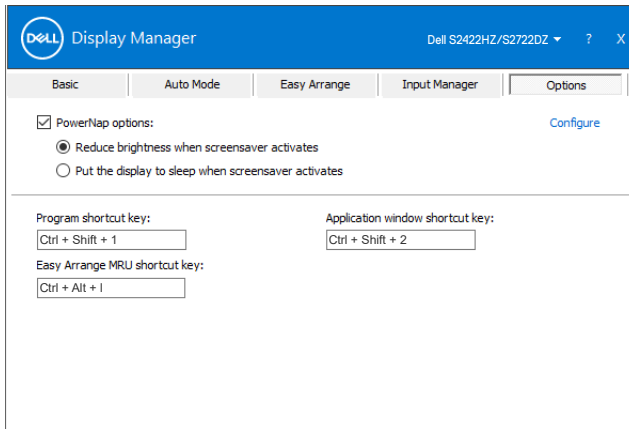 DELL Display Manager Dell S2422HZ/S2722DZ ? X
Basic Auto Mode Easy Arrange Input Manager Options
PowerNap options: Configure
Reduce brightness when screensaver activates
Put the display to sleep when screensaver activates
Program shortcut key: Application window shortcut key:
Ctrl + Shift + 1 Ctrl + Shift + 2
Easy Arrange MRU shortcut key:
Ctrl + Alt + l